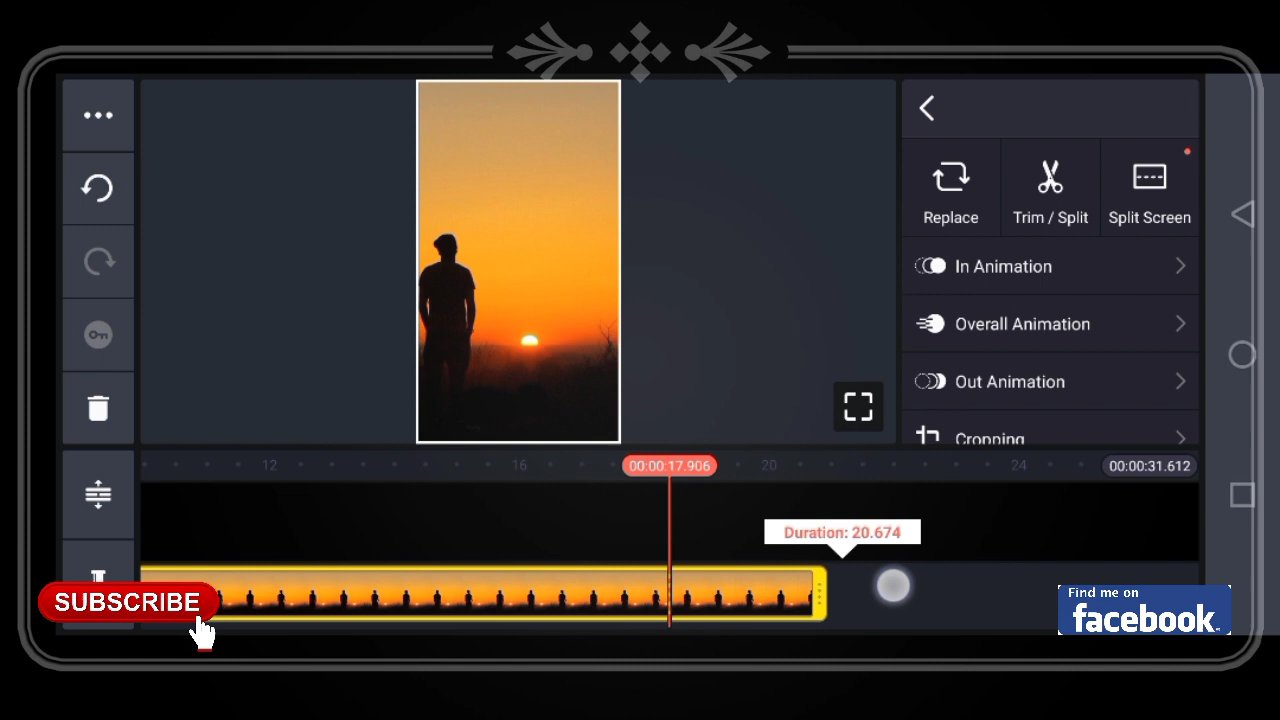 Replace
Trim / Split
Split Screen
In Animation
Overall Animation
Out Animation
Cropping
12
16
00:00:17.906
20
24
00:00:31.612
Duration: 20.674
SUBSCRIBE
Find me on
facebook